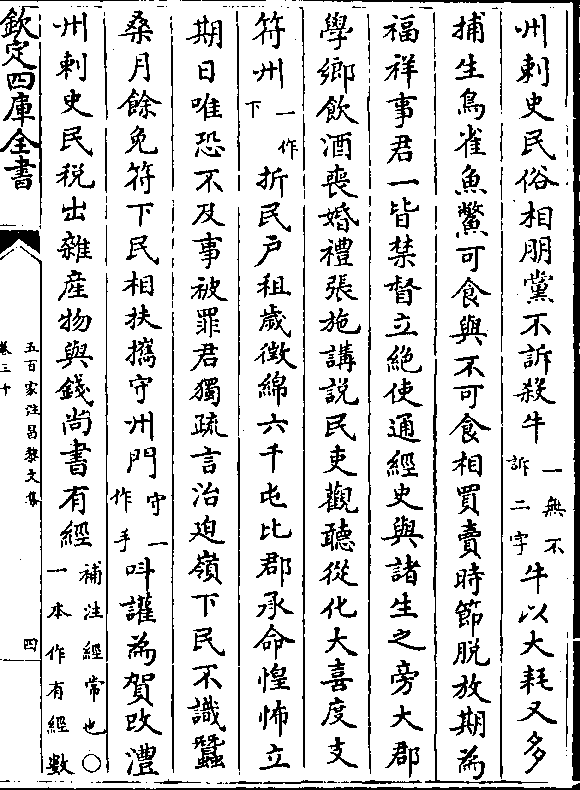 州刺史民俗相朋黨不訴殺牛一無不訴二字牛以大耗又多
捕生鳥雀魚鱉可食與不可食相買賣時節脫放期為
福祥事君一皆禁督立絶使通經史與諸生之旁大郡
學鄉飲酒喪婚禮張施講說民吏觀聽從化大喜度支
符州一作下折民户租歲徴綿六千屯比郡承命惶怖立
期日唯恐不及事被罪君獨疏言治迫嶺下民不識蠶
桑月餘免符下民相扶攜守州門守一作手呌讙為賀改澧
州刺史民税出雜産物與錢尚書有經補注經常也○一本作有經數
欽定四庫全書
五百家注昌黎文集
卷二十
四